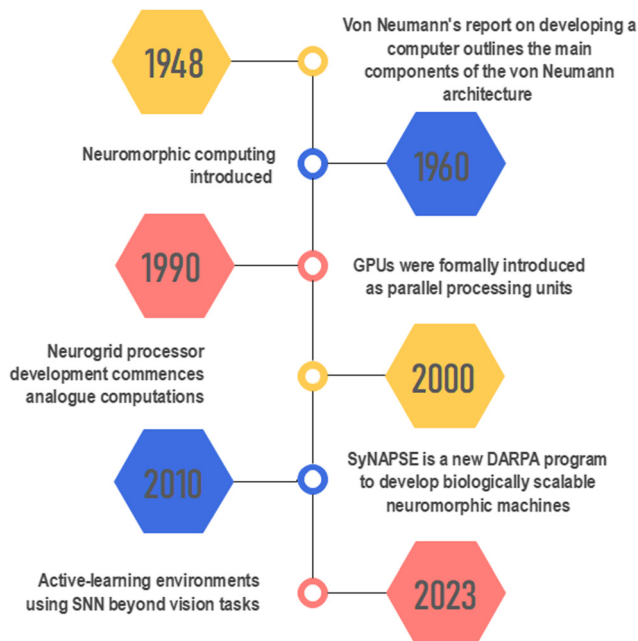 1948
Von Neumann's report on developing a
computer outlines the main
components of the von Neumann
architecture
Neuromorphic computing
introduced
1960
1990
GPUs were formally introduced
as parallel processing units
Neurogrid processor
development commences
analogue computations
2000
2010
SyNAPSE is a new DARPA program
to develop biologically scalable
neuromorphic machines
Active-learning environments
using SNN beyond vision tasks
2023